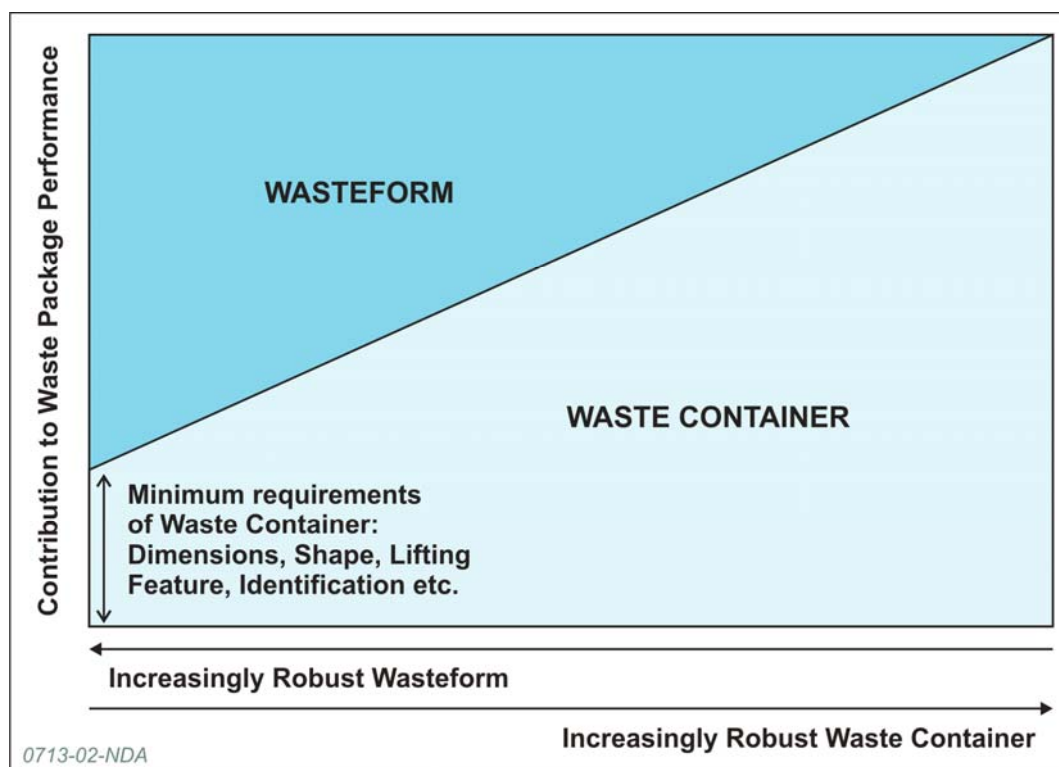 Contribution to Waste Package Performance
WASTEFORM
WASTE CONTAINER
Minimum requirements
of Waste Container:
Dimensions, Shape, Lifting
Feature, Identification etc.
Increasingly Robust Wasteform
Increasingly Robust Waste Container
0713-02-NDA